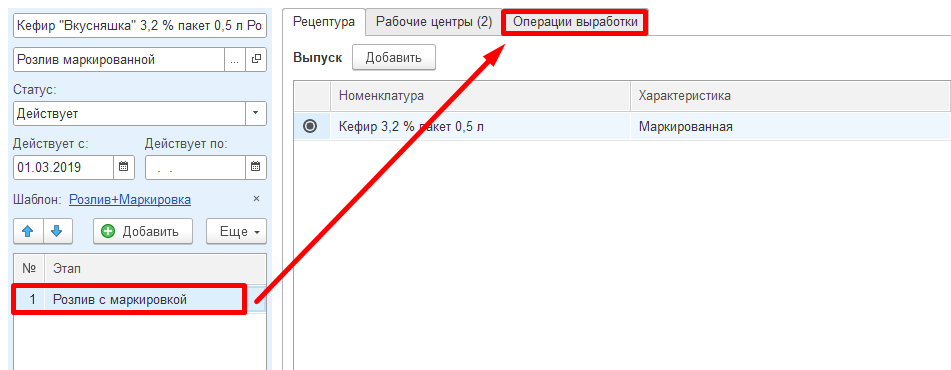 Кефир "Вкусняшка" 3,2 % пакет 0,5 л Роз
Розлив маркированной ...
Статус:
Действует
Действует с: Действует по:
01.03.2019 . .
Шаблон: Розлив+Маркировка ×
Добавить Еще
№ Этап
1 Розлив с маркировкой
Рецептура Рабочие центры (2) Операции выработки
Выпуск Добавить
Номенклатура Характеристика
Кефир 3,2 % пакет 0,5 л Маркированная